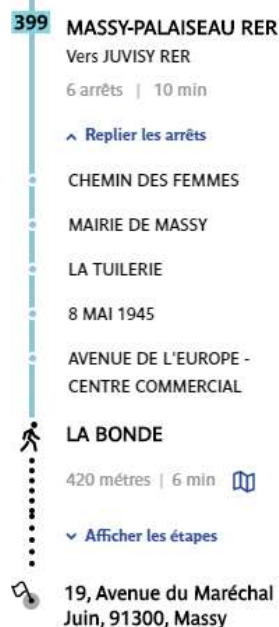 399 MASSY-PALAISEAU RER
Vers JUVISY RER
6 arrêts | 10 min
Replier les arrêts
CHEMIN DES FEMMES
MAIRIE DE MASSY
LA TUILERIE
8 MAI 1945
AVENUE DE L'EUROPE -
CENTRE COMMERCIAL
LA BONDE
420 métres | 6 min
Afficher les étapes
19, Avenue du Maréchal
Juin, 91300, Massy